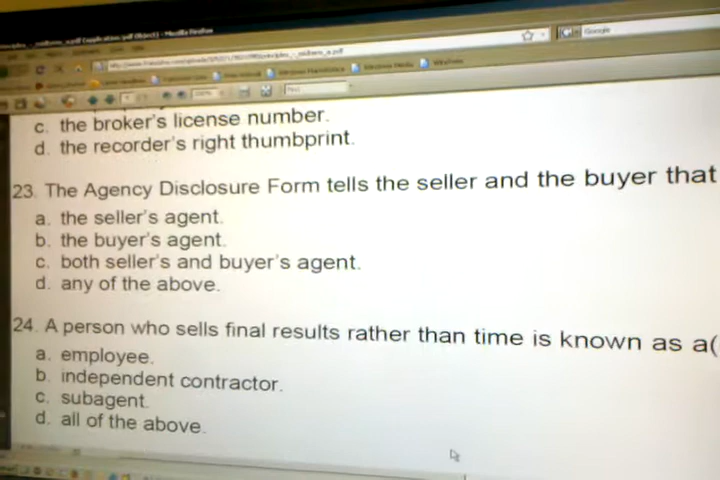 c. the broker's license number.
d. the recorder's right thumbprint.
23. The Agency Disclosure Form tells the seller and the buyer that
a. the seller's agent.
b. the buyer's agent.
c. both seller's and buyer's agent.
d. any of the above.
24. A person who sells final results rather than time is known as a(
a. employee.
b. independent contractor.
c. subagent.
d. all of the above.